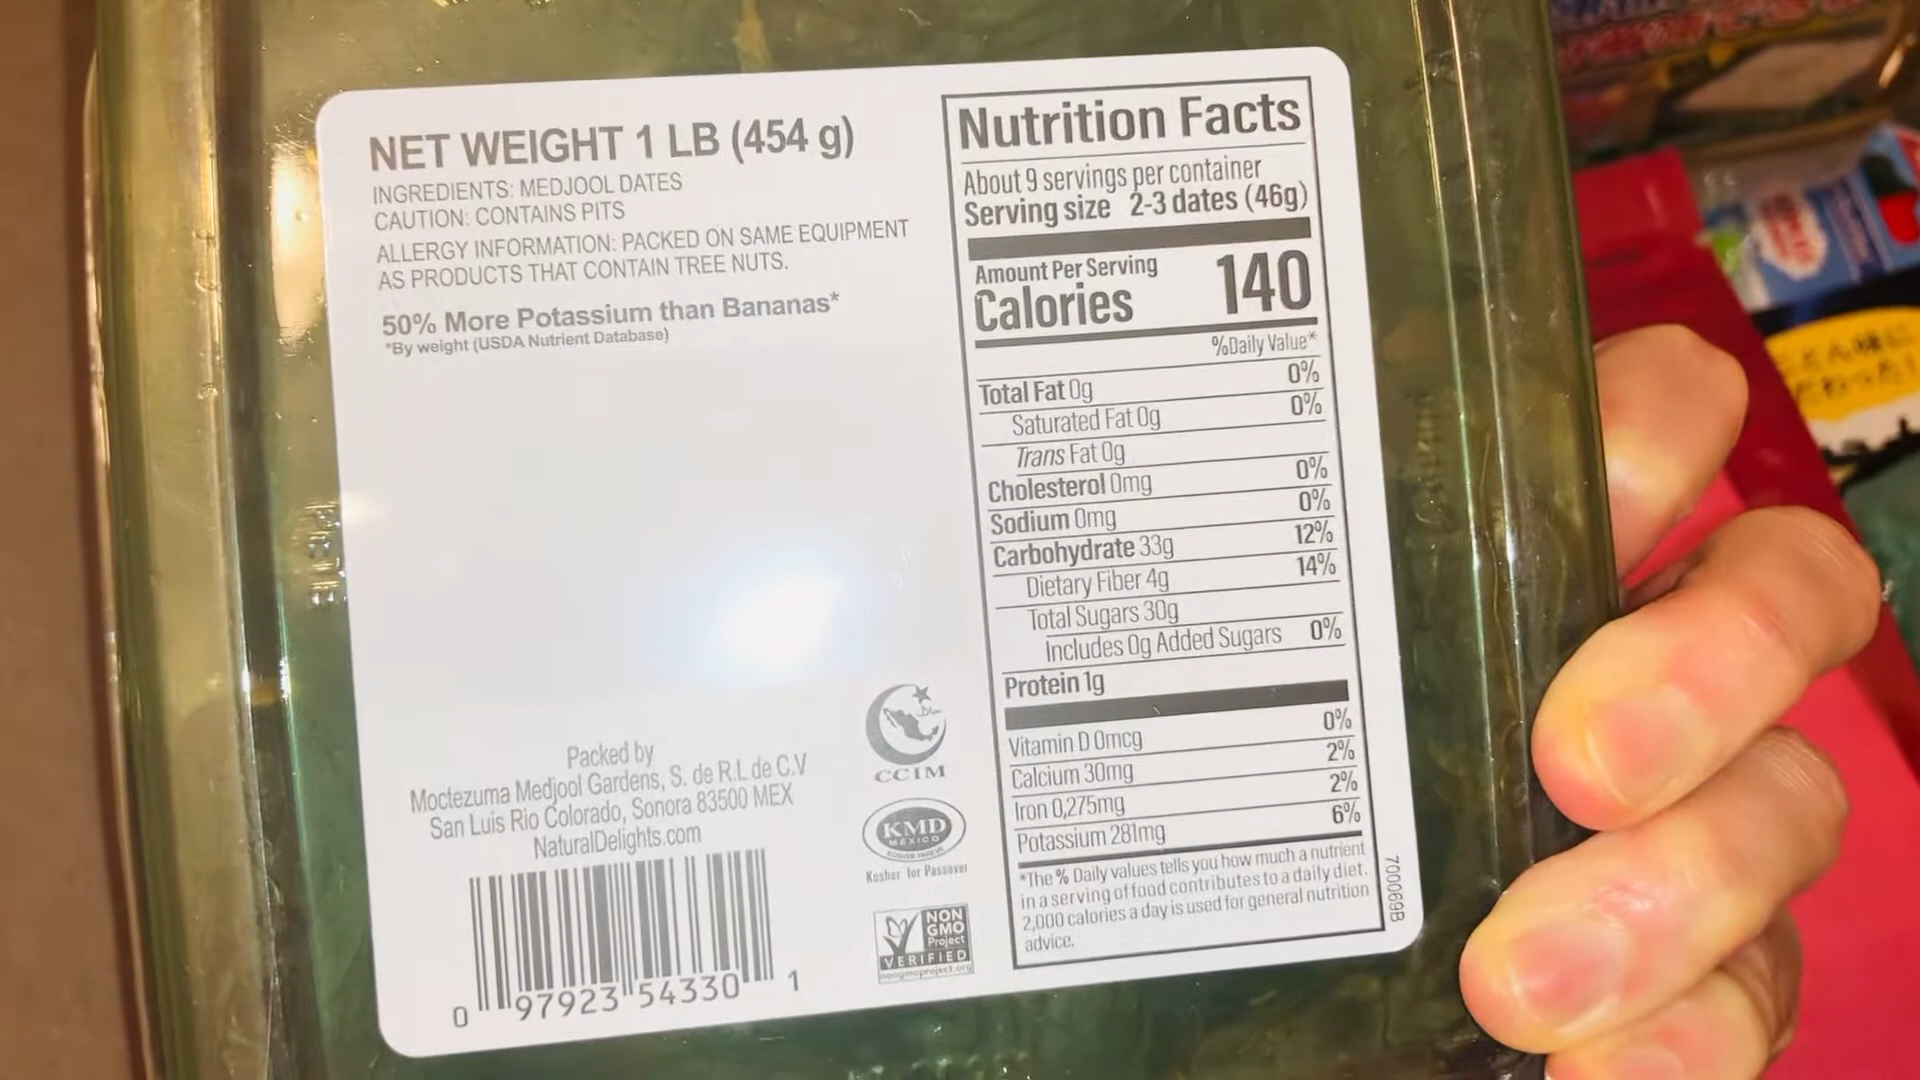 NET WEIGHT 1 LB (454 g)
INGREDIENTS: MEDJOOL DATES
CAUTION: CONTAINS PITS
ALLERGY INFORMATION: PACKED ON SAME EQUIPMENT
AS PRODUCTS THAT CONTAIN TREE NUTS.
50% More Potassium than Bananas*
*By weight (USDA Nutrient Database)
Packed by
Moctezuma Medjool Gardens, S. de R.L de C.V
San Luis Rio Colorado, Sonora 83500 MEX
NaturalDelights.com
0 97923 54330 1
CCIM
KMD
MEXICO
KOSHER PAREVE
Kosher for Passover
NON
GMO
Project
VERIFIED
nongmoproject.org
Nutrition Facts
About 9 servings per container
Serving size 2-3 dates (46g)
Amount Per Serving
Calories 140
%Daily Value*
Total Fat 0g 0%
Saturated Fat 0g 0%
Trans Fat 0g
Cholesterol 0mg 0%
Sodium 0mg 0%
Carbohydrate 33g 12%
Dietary Fiber 4g 14%
Total Sugars 30g
Includes 0g Added Sugars 0%
Protein 1g
Vitamin D 0mcg 0%
Calcium 30mg 2%
Iron 0,275mg 2%
Potassium 281mg 6%
*The % Daily values tells you how much a nutrient
in a serving of food contributes to a daily diet.
2,000 calories a day is used for general nutrition
advice.
700069B